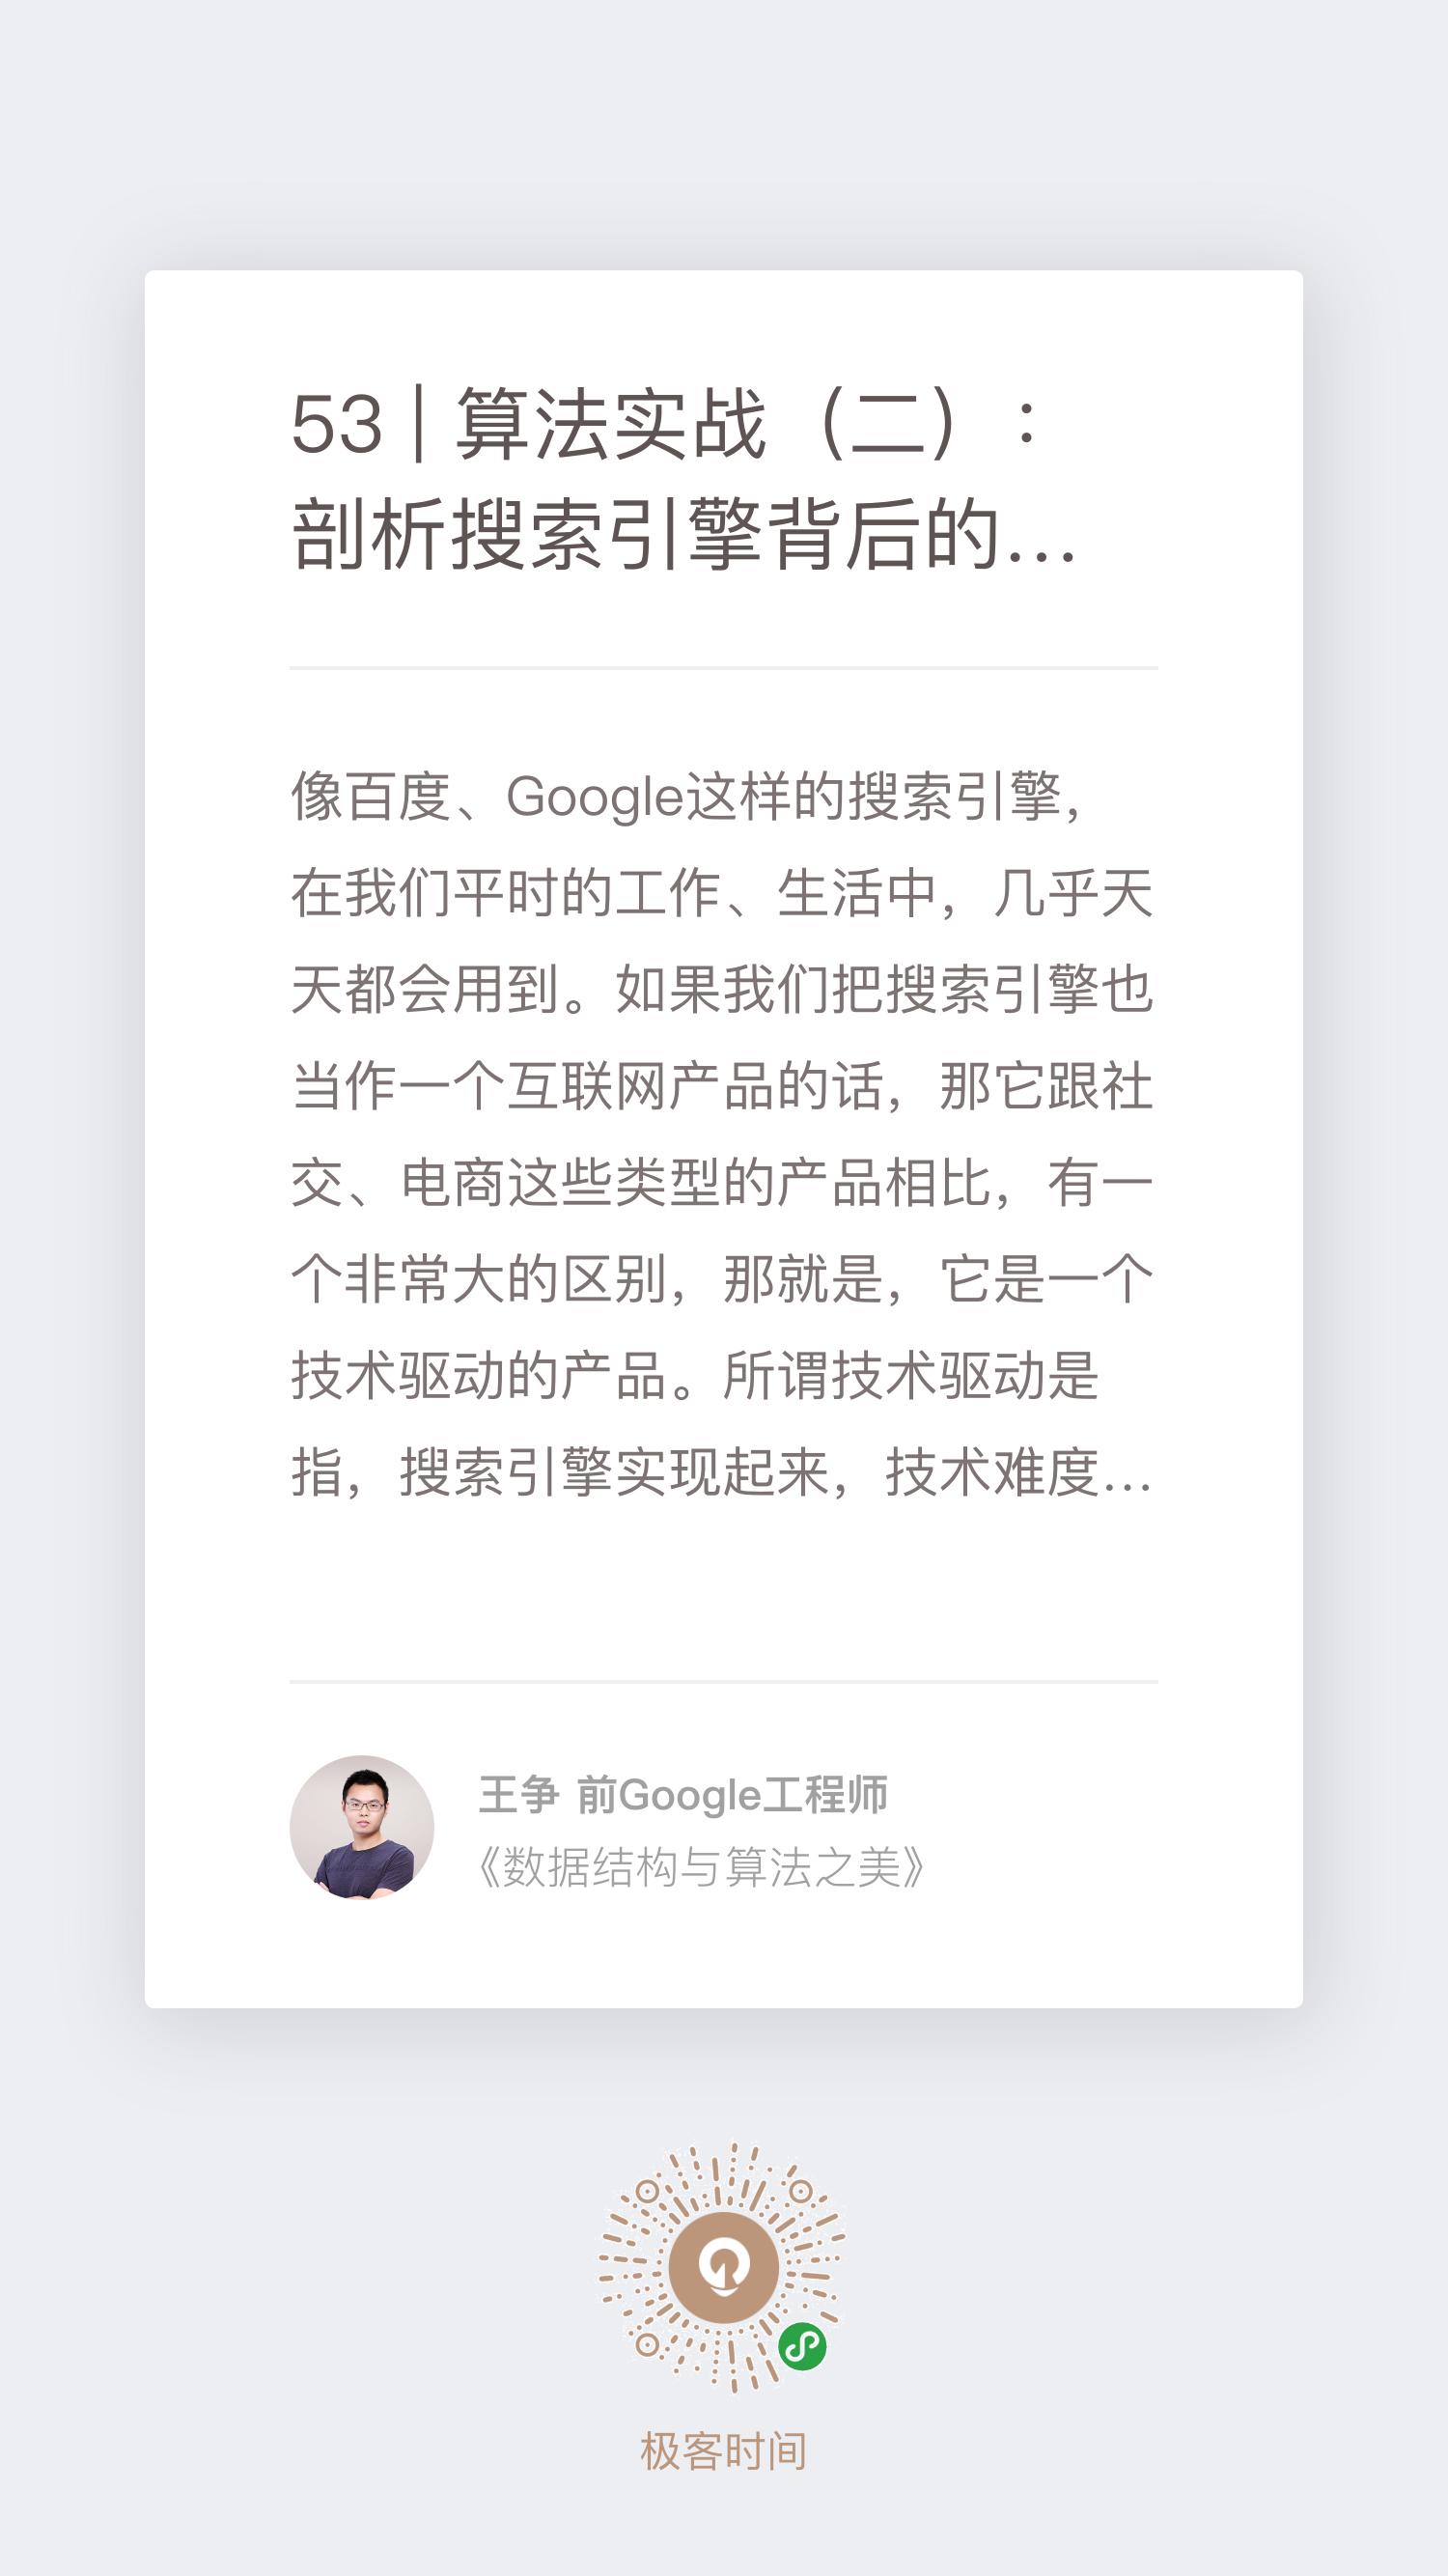 53 | 算法实战（二）：
剖析搜索引擎背后的...
像百度、Google这样的搜索引擎，
在我们平时的工作、生活中，几乎天
天都会用到。如果我们把搜索引擎也
当作一个互联网产品的话，那它跟社
交、电商这些类型的产品相比，有一
个非常大的区别，那就是，它是一个
技术驱动的产品。所谓技术驱动是
指，搜索引擎实现起来，技术难度...
王争 前Google工程师
《数据结构与算法之美》
极客时间